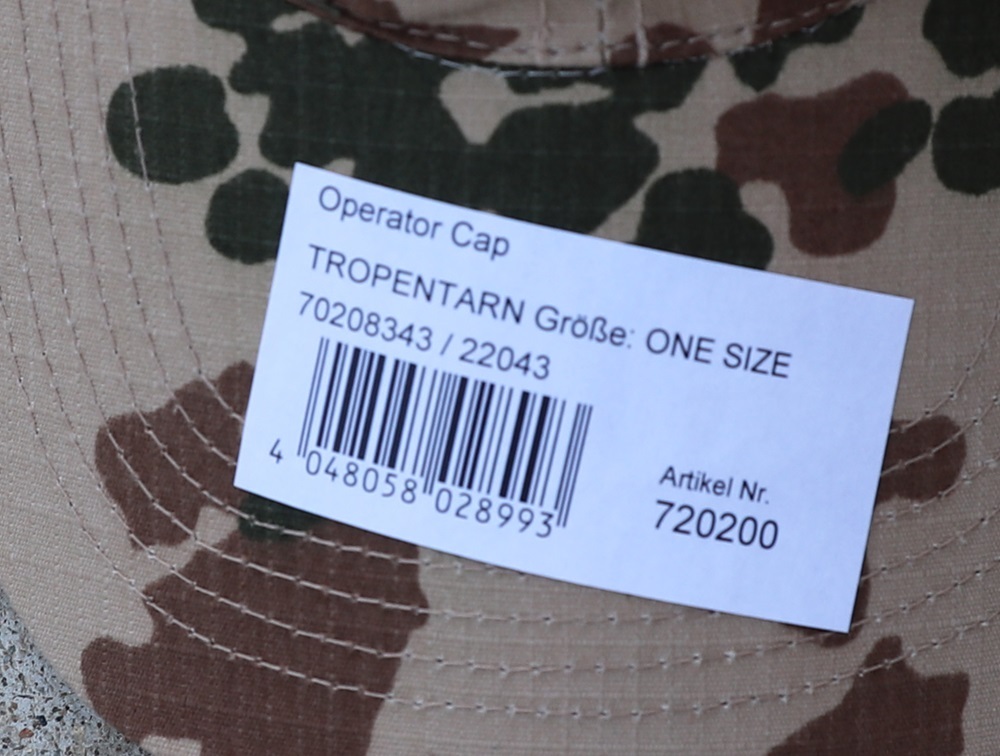 Operator Cap
TROPENTARN Größe: ONE SIZE
70208343 / 22043
4 048058 028993
Artikel Nr.
720200